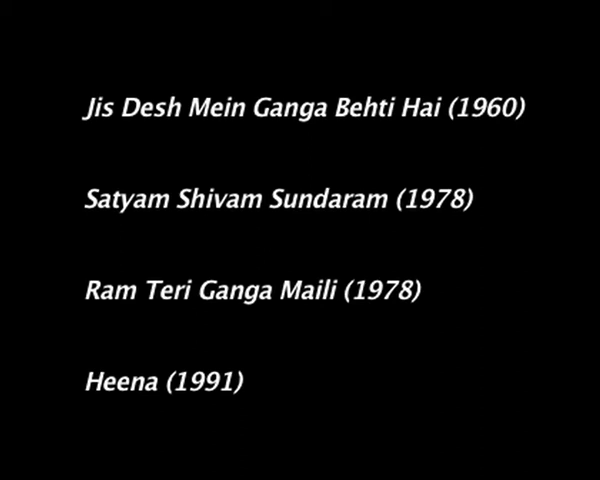 Jis Desh Mein Ganga Behti Hai (1960)
Satyam Shivam Sundaram (1978)
Ram Teri Ganga Maili (1978)
Heena (1991)